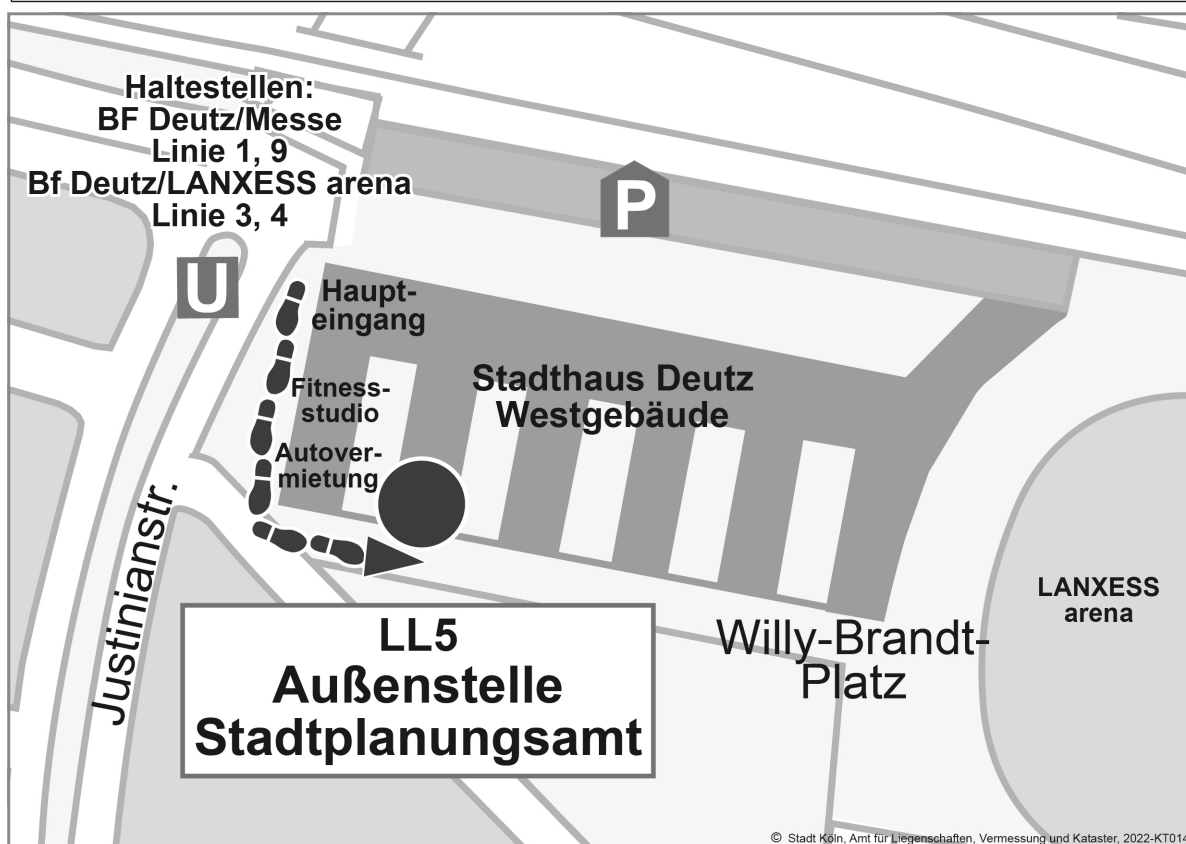 Haltestellen:
BF Deutz/Messe
Linie 1, 9
Bf Deutz/LANXESS arena
Linie 3, 4
P
U
Haupt-
eingang
Fitness-
studio
Stadthaus Deutz
Westgebäude
Autover-
mietung
Justinianstr.
LANXESS
arena
LL5
Außenstelle
Stadtplanungsamt
Willy-Brandt-
Platz
© Stadt Köln, Amt für Liegenschaften, Vermessung und Kataster, 2022-KT014